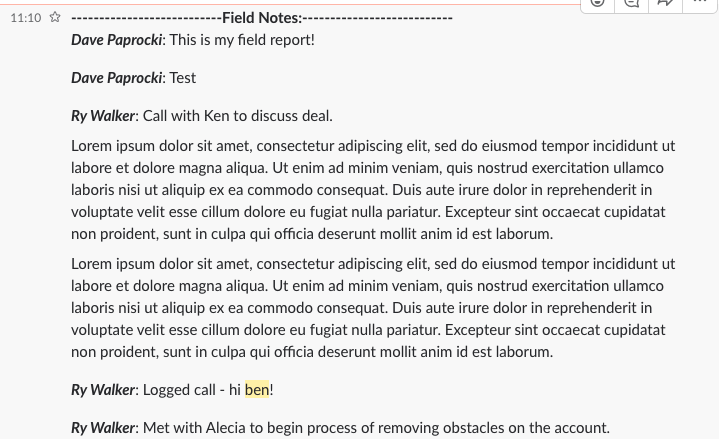 11:10 ---------------------------Field Notes:---------------------------
Dave Paprocki: This is my field report!
Dave Paprocki: Test
Ry Walker: Call with Ken to discuss deal.
Lorem ipsum dolor sit amet, consectetur adipiscing elit, sed do eiusmod tempor incididunt ut
labore et dolore magna aliqua. Ut enim ad minim veniam, quis nostrud exercitation ullamco
laboris nisi ut aliquip ex ea commodo consequat. Duis aute irure dolor in reprehenderit in
voluptate velit esse cillum dolore eu fugiat nulla pariatur. Excepteur sint occaecat cupidatat
non proident, sunt in culpa qui officia deserunt mollit anim id est laborum.
Lorem ipsum dolor sit amet, consectetur adipiscing elit, sed do eiusmod tempor incididunt ut
labore et dolore magna aliqua. Ut enim ad minim veniam, quis nostrud exercitation ullamco
laboris nisi ut aliquip ex ea commodo consequat. Duis aute irure dolor in reprehenderit in
voluptate velit esse cillum dolore eu fugiat nulla pariatur. Excepteur sint occaecat cupidatat
non proident, sunt in culpa qui officia deserunt mollit anim id est laborum.
Ry Walker: Logged call - hi ben!
Ry Walker: Met with Alecia to begin process of removing obstacles on the account.